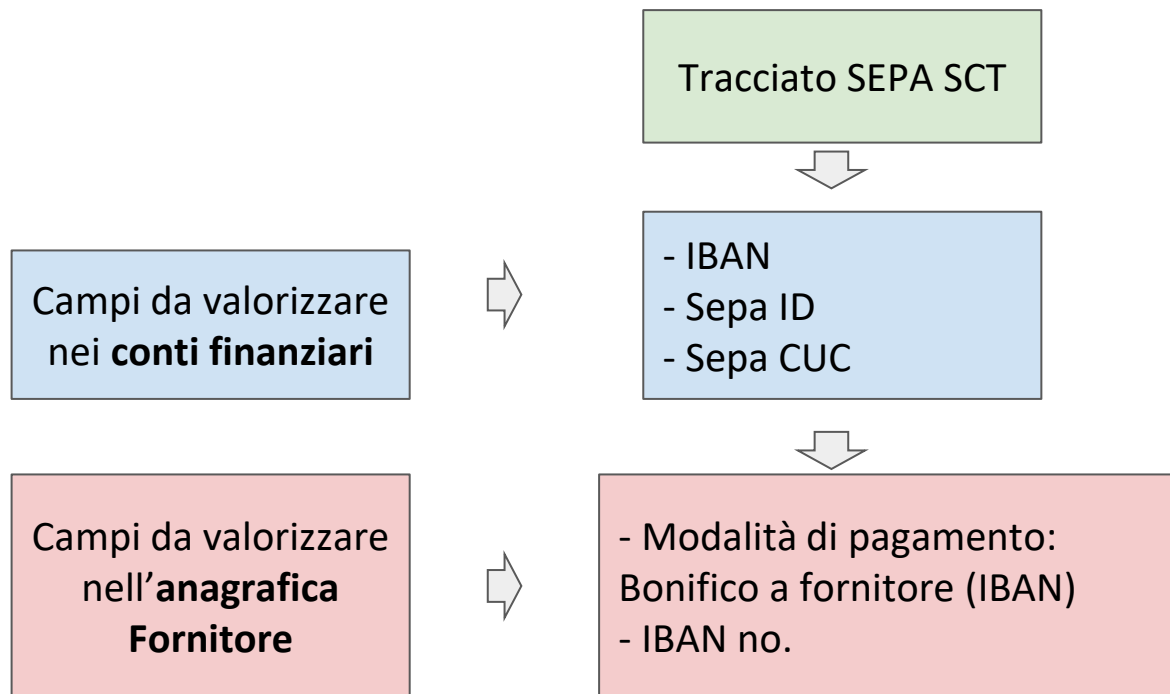 Tracciato SEPA SCT
Campi da valorizzare
nei conti finanziari
- IBAN
- Sepa ID
- Sepa CUC
Campi da valorizzare
nell’anagrafica
Fornitore
- Modalità di pagamento:
Bonifico a fornitore (IBAN)
- IBAN no.